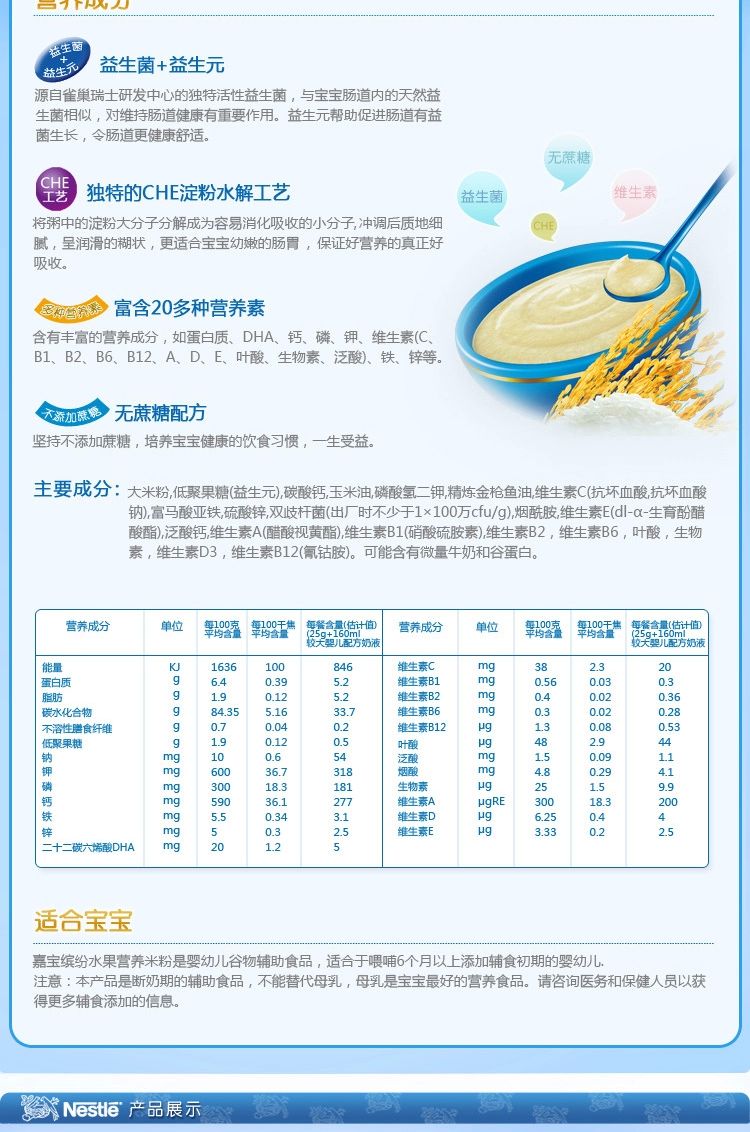 营养成分
益生菌
+
益生元
益生菌+益生元
源自雀巢瑞士研发中心的独特活性益生菌，与宝宝肠道内的天然益
生菌相似，对维持肠道健康有重要作用。益生元帮助促进肠道有益
菌生长，令肠道更健康舒适。
无蔗糖
益生菌
维生素
CHE
CHE
工艺
独特的CHE淀粉水解工艺
将粥中的淀粉大分子分解成为容易消化吸收的小分子,冲调后质地细
腻，呈润滑的糊状，更适合宝宝幼嫩的肠胃 ，保证好营养的真正好
吸收。
多种营养素
富含20多种营养素
含有丰富的营养成分，如蛋白质、DHA、钙、磷、钾、维生素(C、
B1、B2、B6、B12、A、D、E、叶酸、生物素、泛酸)、铁、锌等。
不添加蔗糖
无蔗糖配方
坚持不添加蔗糖，培养宝宝健康的饮食习惯，一生受益。
主要成分：大米粉,低聚果糖(益生元),碳酸钙,玉米油,磷酸氢二钾,精炼金枪鱼油,维生素C(抗坏血酸,抗坏血酸
钠),富马酸亚铁,硫酸锌,双歧杆菌(出厂时不少于1×100万cfu/g),烟酰胺,维生素E(dl-α-生育酚醋
酸酯),泛酸钙,维生素A(醋酸视黄酯),维生素B1(硝酸硫胺素),维生素B2，维生素B6，叶酸，生物
素，维生素D3，维生素B12(氰钴胺)。可能含有微量牛奶和谷蛋白。
营养成分 单位 每100克平均含量 每100千焦平均含量 每餐含量(估计值)(25g+160ml较大婴儿配方奶液 营养成分 单位 每100克平均含量 每100千焦平均含量 每餐含量(估计值)(25g+160ml较大婴儿配方奶液
能量 KJ 1636 100 846 维生素C mg 38 2.3 20
蛋白质 g 6.4 0.39 5.2 维生素B1 mg 0.56 0.03 0.3
脂肪 g 1.9 0.12 5.2 维生素B2 mg 0.4 0.02 0.36
碳水化合物 g 84.35 5.16 33.7 维生素B6 mg 0.3 0.02 0.28
不溶性膳食纤维 g 0.7 0.04 0.2 维生素B12 μg 1.3 0.08 0.53
低聚果糖 g 1.9 0.12 0.5 叶酸 μg 48 2.9 44
钠 mg 10 0.6 54 泛酸 mg 1.5 0.09 1.1
钾 mg 600 36.7 318 烟酸 mg 4.8 0.29 4.1
磷 mg 300 18.3 181 生物素 μg 25 1.5 9.9
钙 mg 590 36.1 277 维生素A μgRE 300 18.3 200
铁 mg 5.5 0.34 3.1 维生素D μg 6.25 0.4 4
锌 mg 5 0.3 2.5 维生素E μg 3.33 0.2 2.5
二十二碳六烯酸DHA mg 20 1.2 5
适合宝宝
嘉宝缤纷水果营养米粉是婴幼儿谷物辅助食品，适合于喂哺6个月以上添加辅食初期的婴幼儿.
注意：本产品是断奶期的辅助食品，不能替代母乳，母乳是宝宝最好的营养食品。请咨询医务和保健人员以获
得更多辅食添加的信息。
Nestlé 产品展示